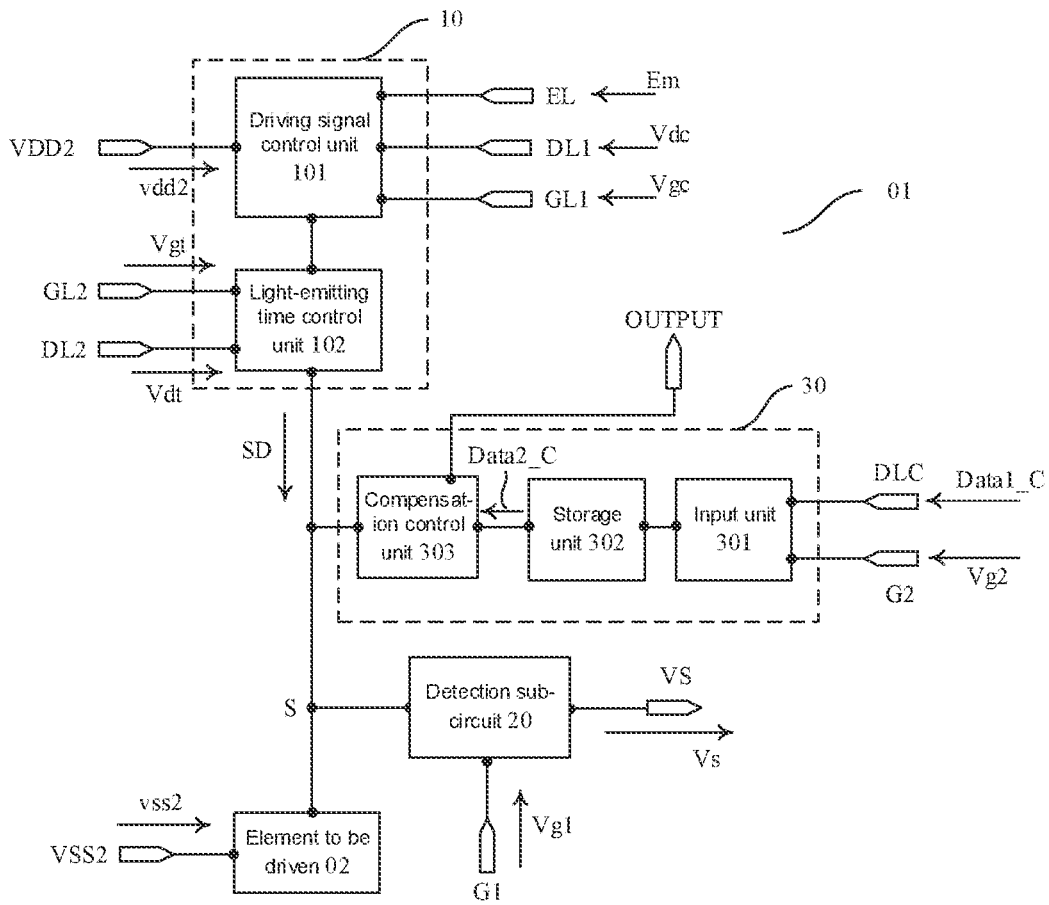 10
Driving signal
control unit
101
EL
Em
DL1
Vdc
GL1
Vgc
VDD2
vdd2
01
Vgt
GL2
DL2
Vdt
Light-emitting
time control
unit 102
OUTPUT
30
SD
Data2_C
Compensat-
ion control
unit 303
Storage
unit 302
Input unit
301
DLC
Data1_C
G2
Vg2
S
Detection sub-
circuit 20
VS
Vs
Vg1
G1
vss2
VSS2
Element to be
driven 02